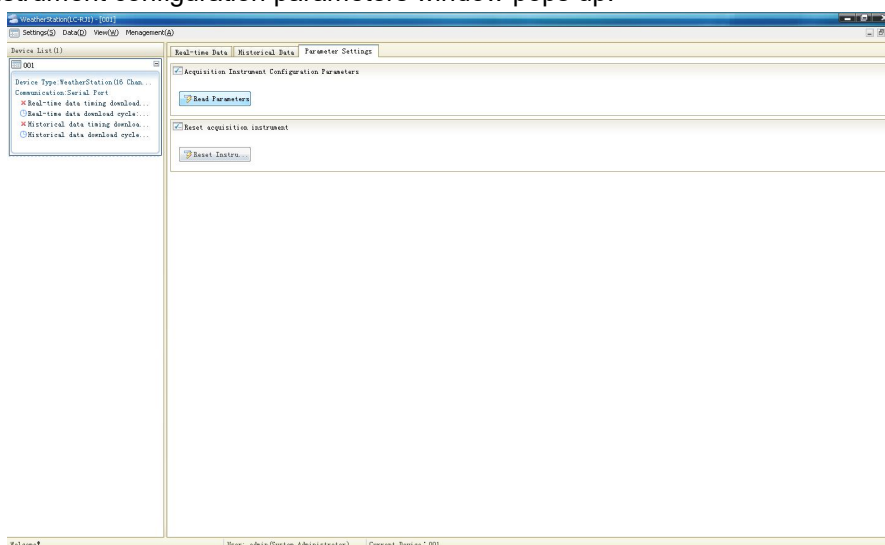 strument configuration parameters window pops up.
WeatherStation(LC-RJ1) - [001]
Settings(S) Data(D) View(W) Menagement(A)
Device List(1)
001
Device Type:WeatherStation(16 Chan...
Communication:Serial Port
Real-time data timing download...
Real-time data download cycle:...
Historical data timing downloa...
Historical data download cycle...
Real-time Data Historical Data Parameter Settings
Acquisition Instrument Configuration Parameters
Read Parameters
Reset acquisition instrument
Reset Instru...
Welcome! User: admin(System Administrator) Current Device: 001